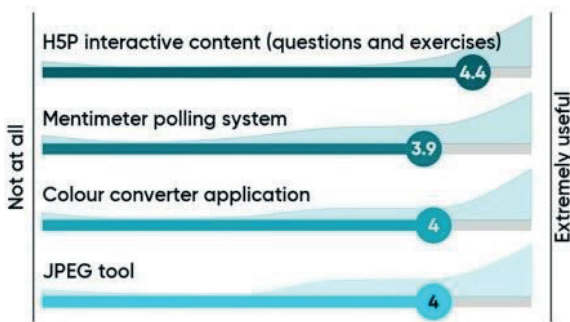 Not at all
H5P interactive content (questions and exercises)
4.4
Mentimeter polling system
3.9
Colour converter application
4
JPEG tool
4
Extremely useful